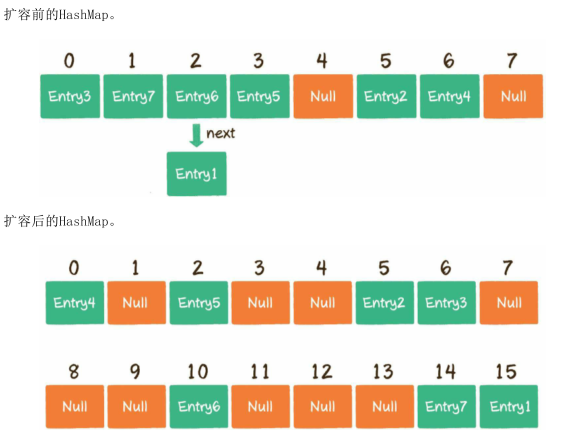 扩容前的HashMap。
0 1 2 3 4 5 6 7
Entry3 Entry7 Entry6 Entry5 Null Entry2 Entry4 Null
next
Entry1
扩容后的HashMap。
0 1 2 3 4 5 6 7
Entry4 Null Entry5 Null Null Entry2 Entry3 Null
8 9 10 11 12 13 14 15
Null Null Entry6 Null Null Null Entry7 Entry1